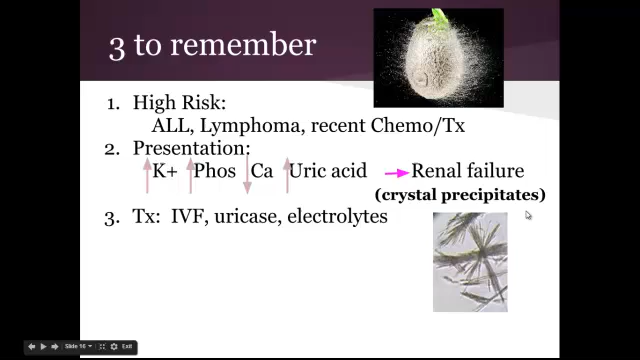 3 to remember
1. High Risk:
ALL, Lymphoma, recent Chemo/Tx
2. Presentation:
K+ Phos Ca Uric acid Renal failure
(crystal precipitates)
3. Tx: IVF, uricase, electrolytes
Slide 16 Exit